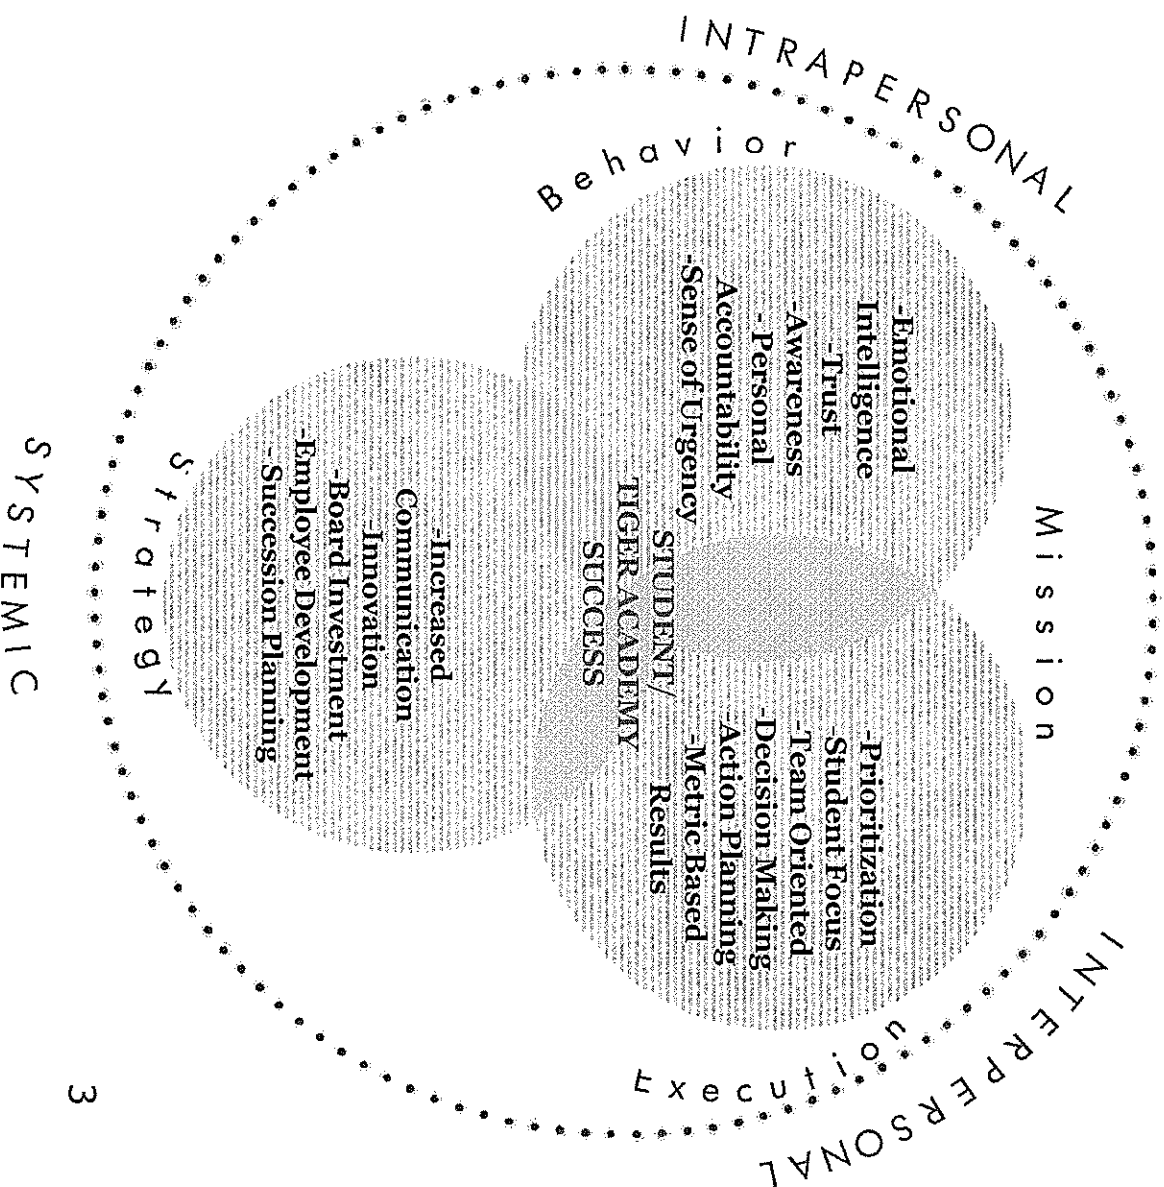 INTRAPERSONAL
Mission
INTERPERSONAL
Behavior
-Emotional
Intelligence
-Trust
-Awareness
- Personal
Accountability
-Sense of Urgency
-Prioritization
-Student Focus
-Team Oriented
-Decision Making
-Action Planning
-Metric Based
Results
Execution
STUDENT/
TIGER ACADEMY
SUCCESS
-Increased
Communication
-Innovation
-Board Investment
-Employee Development
-Succession Planning
Strategy
SYSTEMIC
3